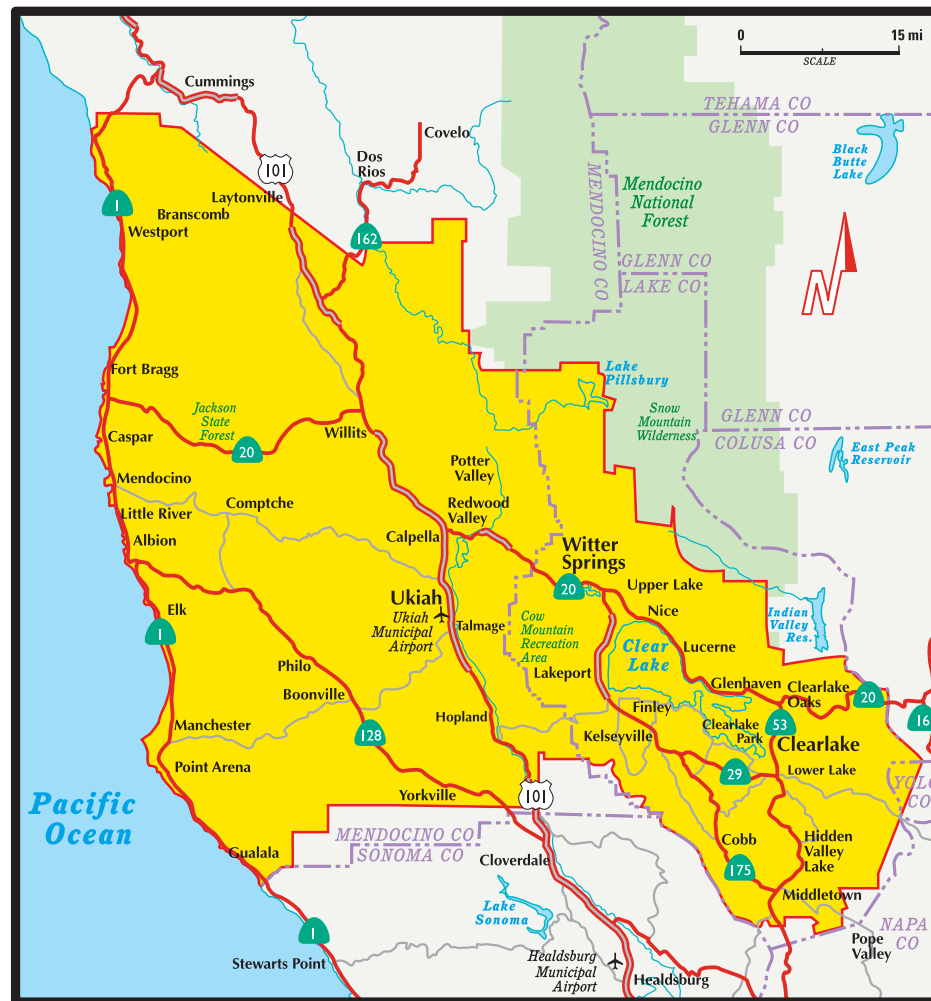 0
15 mi
SCALE
Cummings
TEHAMA CO
GLENN CO
Covelo
Black
Butte
Lake
Dos
Rios
101
MENDOCINO CO
Mendocino
National
Forest
Laytonville
1
Branscomb
Westport
162
N
GLENN CO
LAKE CO
Fort Bragg
Lake
Pillsbury
Jackson
State
Forest
Snow
Mountain
Wilderness
GLENN CO
COLUSA CO
Caspar
20
Willits
East Peak
Reservoir
Potter
Valley
Mendocino
Comptche
Redwood
Valley
Little River
Albion
Calpella
Witter
Springs
20
Upper Lake
Elk
Ukiah
Ukiah
Municipal
Airport
Talmage
Nice
Cow
Mountain
Recreation
Area
Indian
Valley
Res.
1
Clear
Lake
Lucerne
Philo
Lakeport
Boonville
Glenhaven
Clearlake
Oaks
20
Hopland
Finley
Manchester
128
Kelseyville
Clearlake
Park
53
16
Clearlake
Point Arena
29
Lower Lake
Yorkville
101
YOLO
CO
Pacific
Ocean
MENDOCINO CO
SONOMA CO
Cobb
Hidden
Valley
Lake
Gualala
Cloverdale
175
Middletown
Lake
Sonoma
NAPA
CO
1
Pope
Valley
Stewarts Point
Healdsburg
Municipal
Airport
Healdsburg